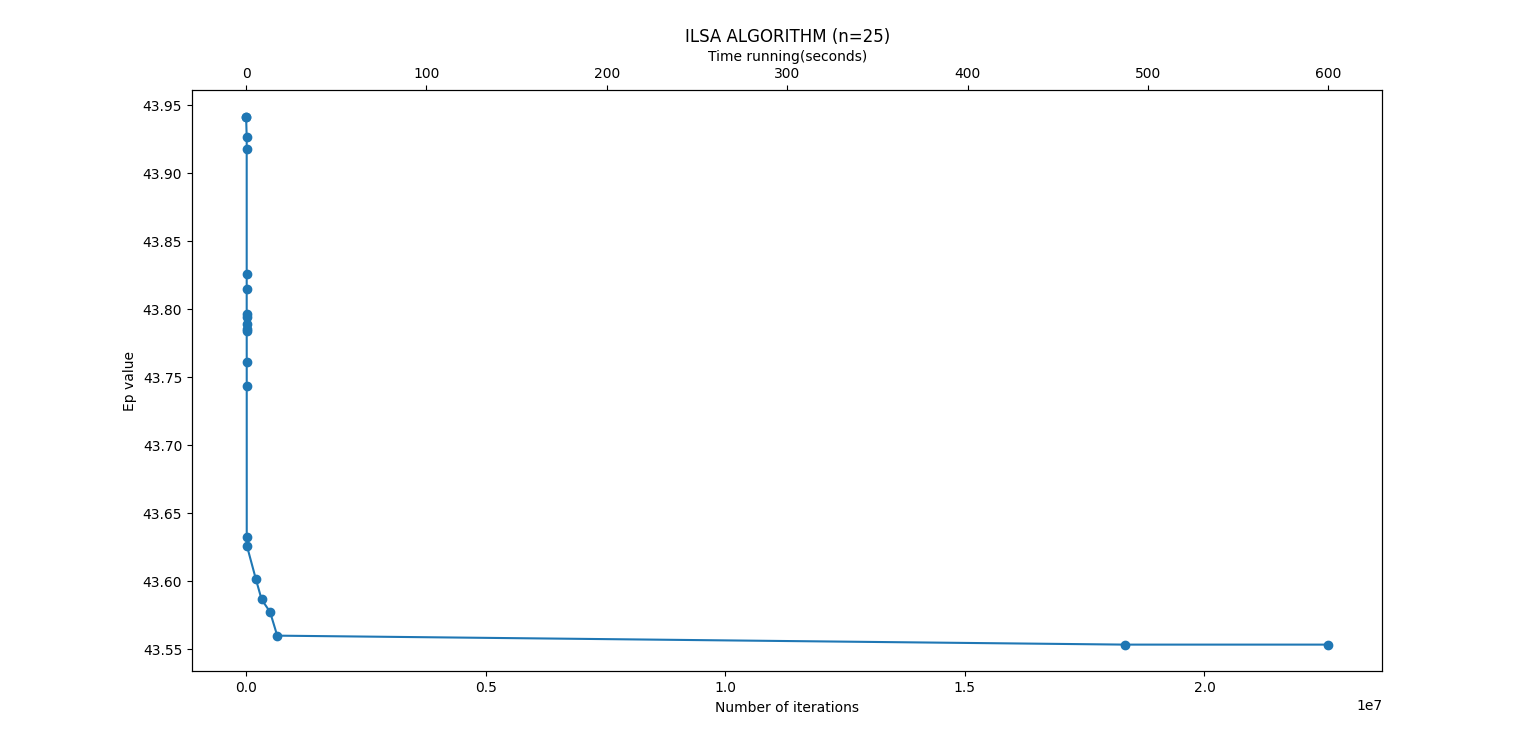 ILSA ALGORITHM (n=25)
Time running(seconds)
0 100 200 300 400 500 600
43.95
43.90
43.85
43.80
43.75
43.70
43.65
43.60
43.55
Ep value
0.0 0.5 1.0 1.5 2.0
1e7
Number of iterations